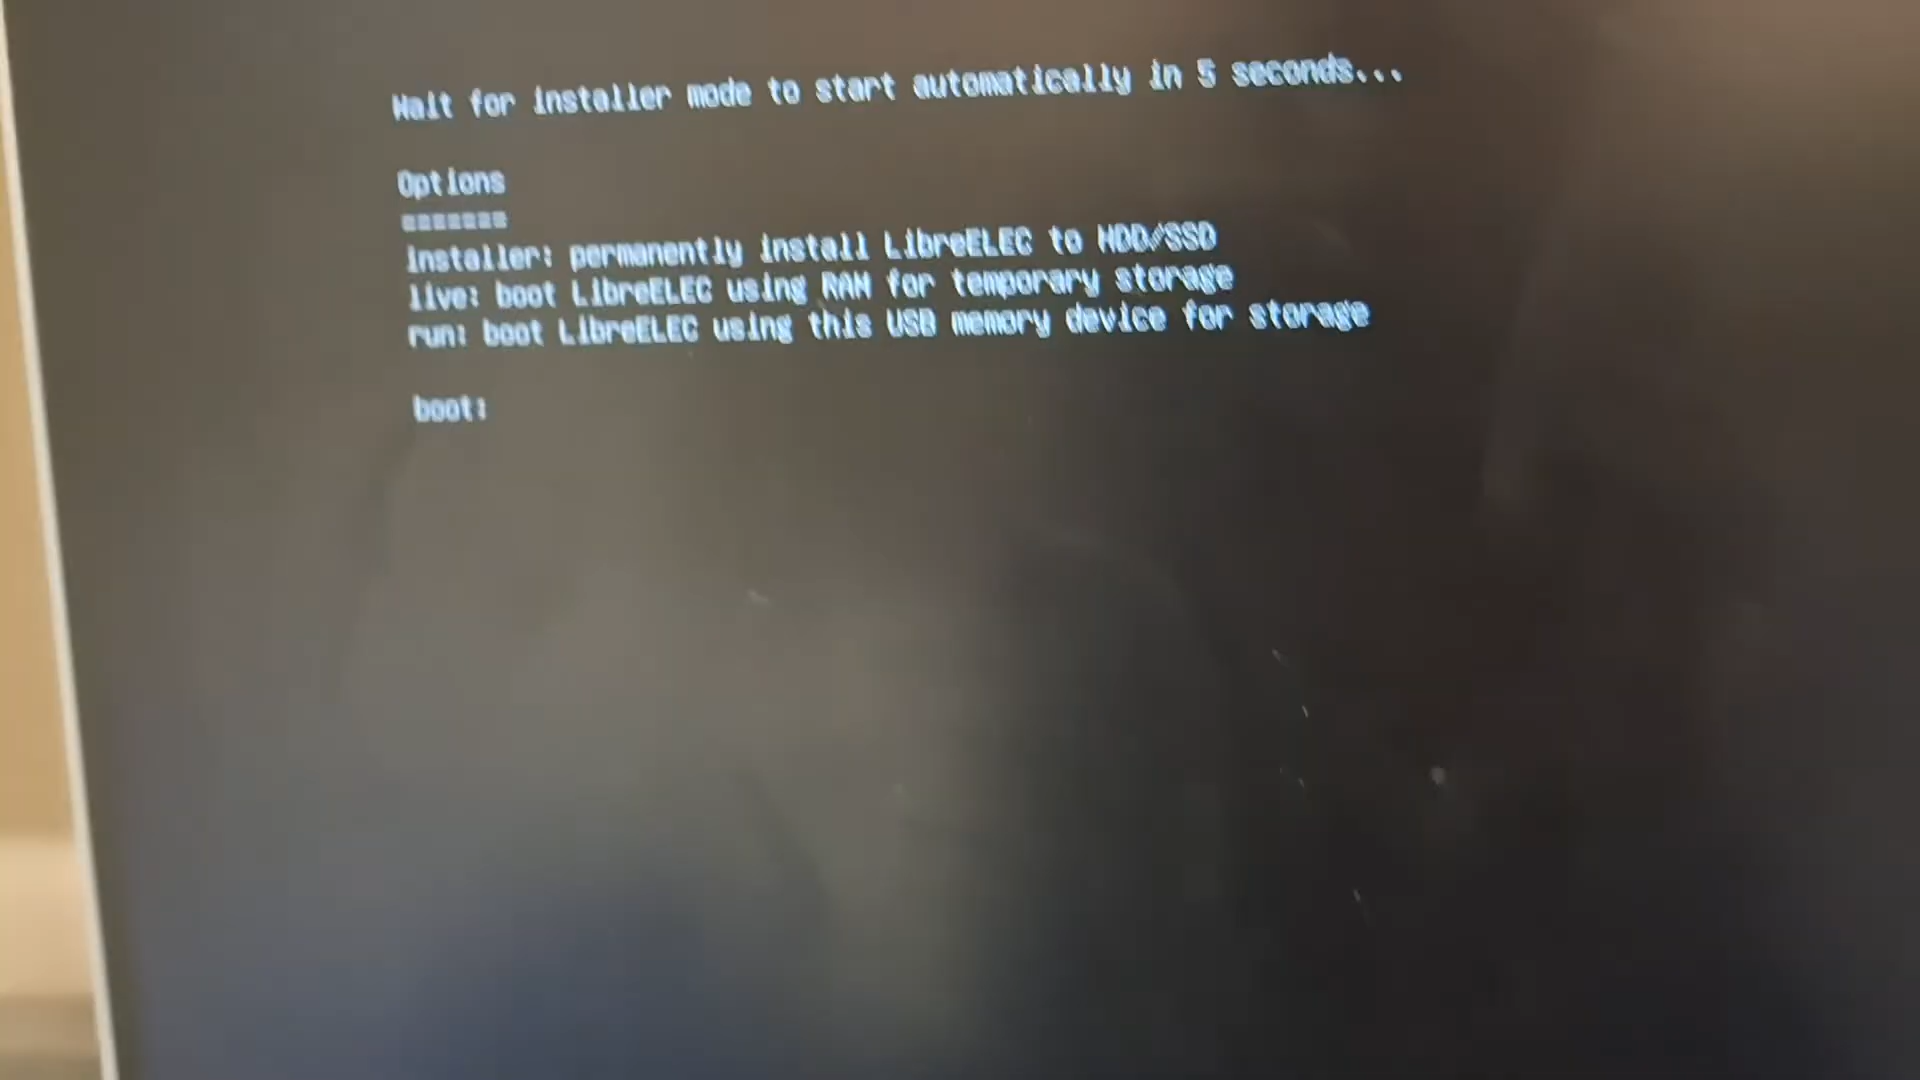 Wait for installer mode to start automatically in 5 seconds...
Options
=======
installer: permanently install LibreELEC to HDD/SSD
live: boot LibreELEC using RAM for temporary storage
run: boot LibreELEC using this USB memory device for storage
boot: